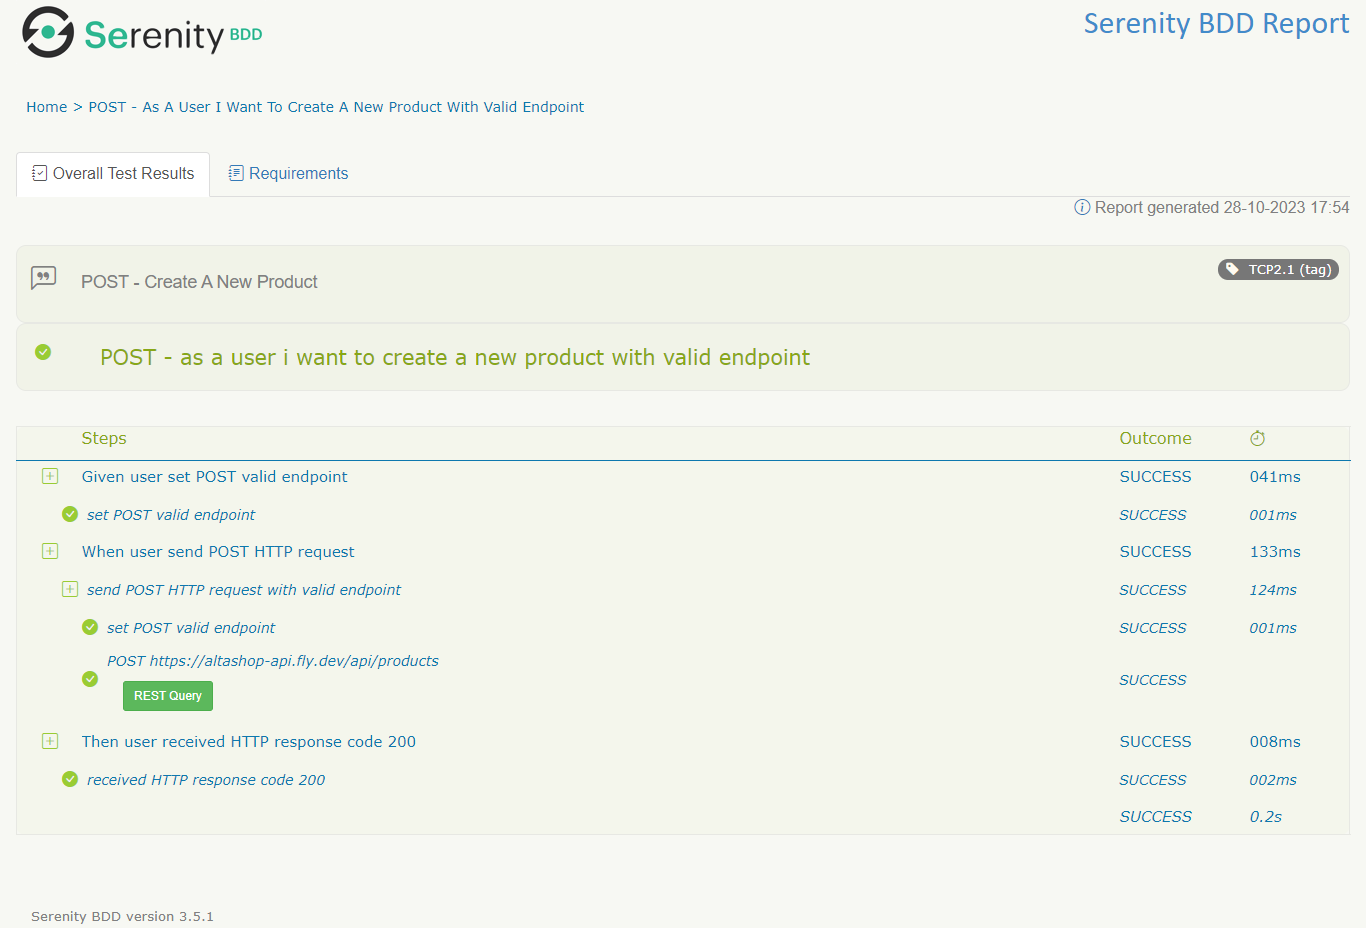 Serenity BDD
Serenity BDD Report
Home > POST - As A User I Want To Create A New Product With Valid Endpoint
Overall Test Results
Requirements
Report generated 28-10-2023 17:54
POST - Create A New Product
TCP2.1 (tag)
POST - as a user i want to create a new product with valid endpoint
Steps Outcome
Given user set POST valid endpoint SUCCESS 041ms
set POST valid endpoint SUCCESS 001ms
When user send POST HTTP request SUCCESS 133ms
send POST HTTP request with valid endpoint SUCCESS 124ms
set POST valid endpoint SUCCESS 001ms
POST https://altashop-api.fly.dev/api/products
SUCCESS
REST Query
Then user received HTTP response code 200 SUCCESS 008ms
received HTTP response code 200 SUCCESS 002ms
SUCCESS 0.2s
Serenity BDD version 3.5.1